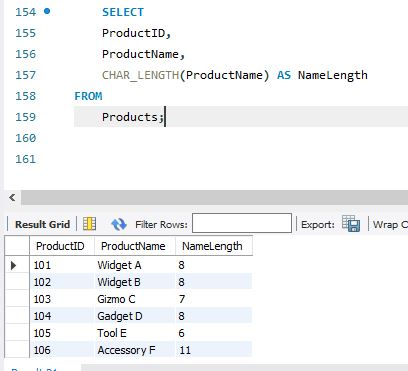 154 SELECT
155 ProductID,
156 ProductName,
157 CHAR_LENGTH(ProductName) AS NameLength
158 FROM
159 Products;
160
161
Result Grid Filter Rows: Export: Wrap C
ProductID ProductName NameLength
101 Widget A 8
102 Widget B 8
103 Gizmo C 7
104 Gadget D 8
105 Tool E 6
106 Accessory F 11